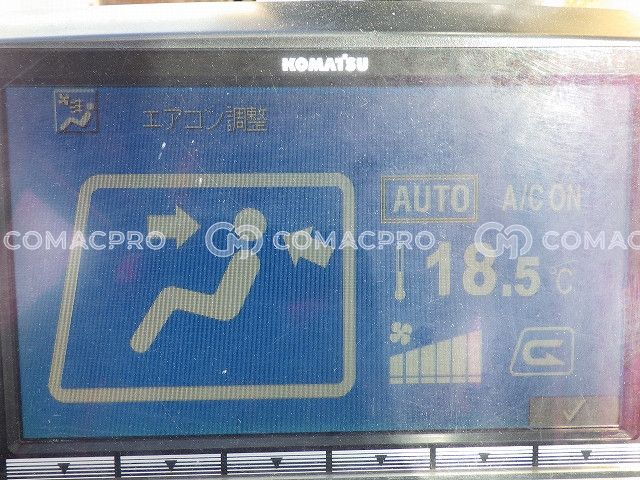 KOMATSU
エアコン調整
AUTO A/C ON
COMACPRO COMACPRO COMACPRO
18.5℃